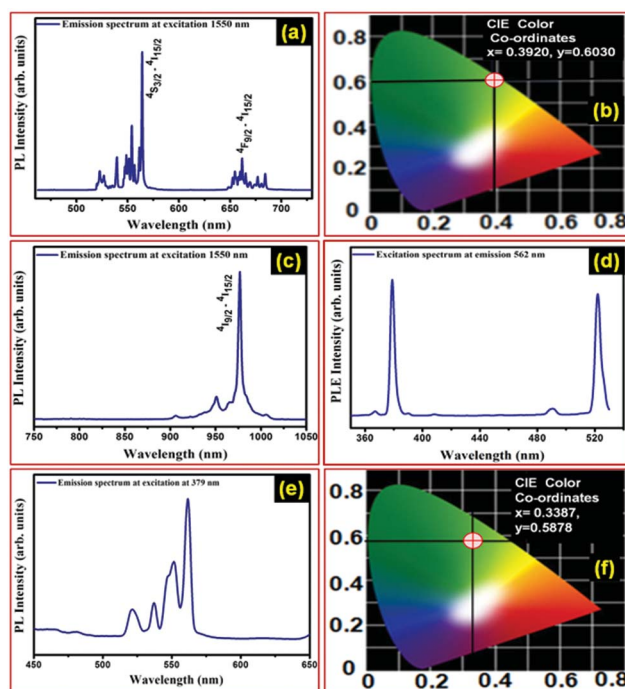 Emission spectrum at excitation 1550 nm
(a)
PL Intensity (arb. units)
⁴S₃/₂ - ⁴I₁₅/₂
⁴F₉/₂ - ⁴I₁₅/₂
500 550 600 650 700
Wavelength (nm)
CIE Color
Co-ordinates
x= 0.3920, y=0.6030
(b)
0.8
0.6
0.4
0.2
0
0 0.2 0.4 0.6 0.8
Emission spectrum at excitation 1550 nm
(c)
PL Intensity (arb. units)
⁴I₉/₂ - ⁴I₁₅/₂
750 800 850 900 950 1000 1050
Wavelength (nm)
Excitation spectrum at emission 562 nm
(d)
PLE Intensity (arb. units)
360 400 440 480 520
Wavelength (nm)
Emission spectrum at excitation at 379 nm
(e)
PL Intensity (arb. units)
450 500 550 600 650
Wavelength (nm)
CIE Color
Co-ordinates
x= 0.3387,
y=0.5878
(f)
0.8
0.6
0.4
0.2
0
0 0.2 0.4 0.6 0.8